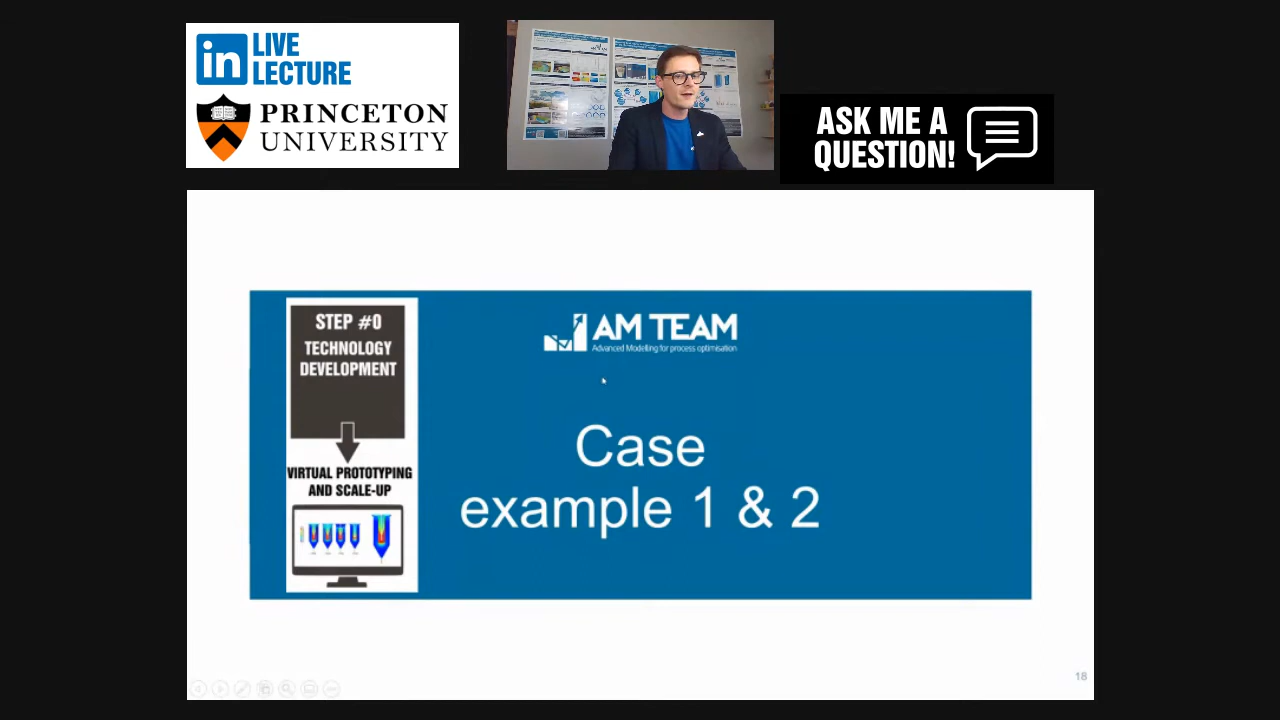 in LIVE
LECTURE
PRINCETON
UNIVERSITY
ASK ME A
QUESTION!
STEP #0
TECHNOLOGY
DEVELOPMENT
VIRTUAL PROTOTYPING
AND SCALE-UP
AM TEAM
Advanced Modelling for process optimisation
Case
example 1 & 2
18